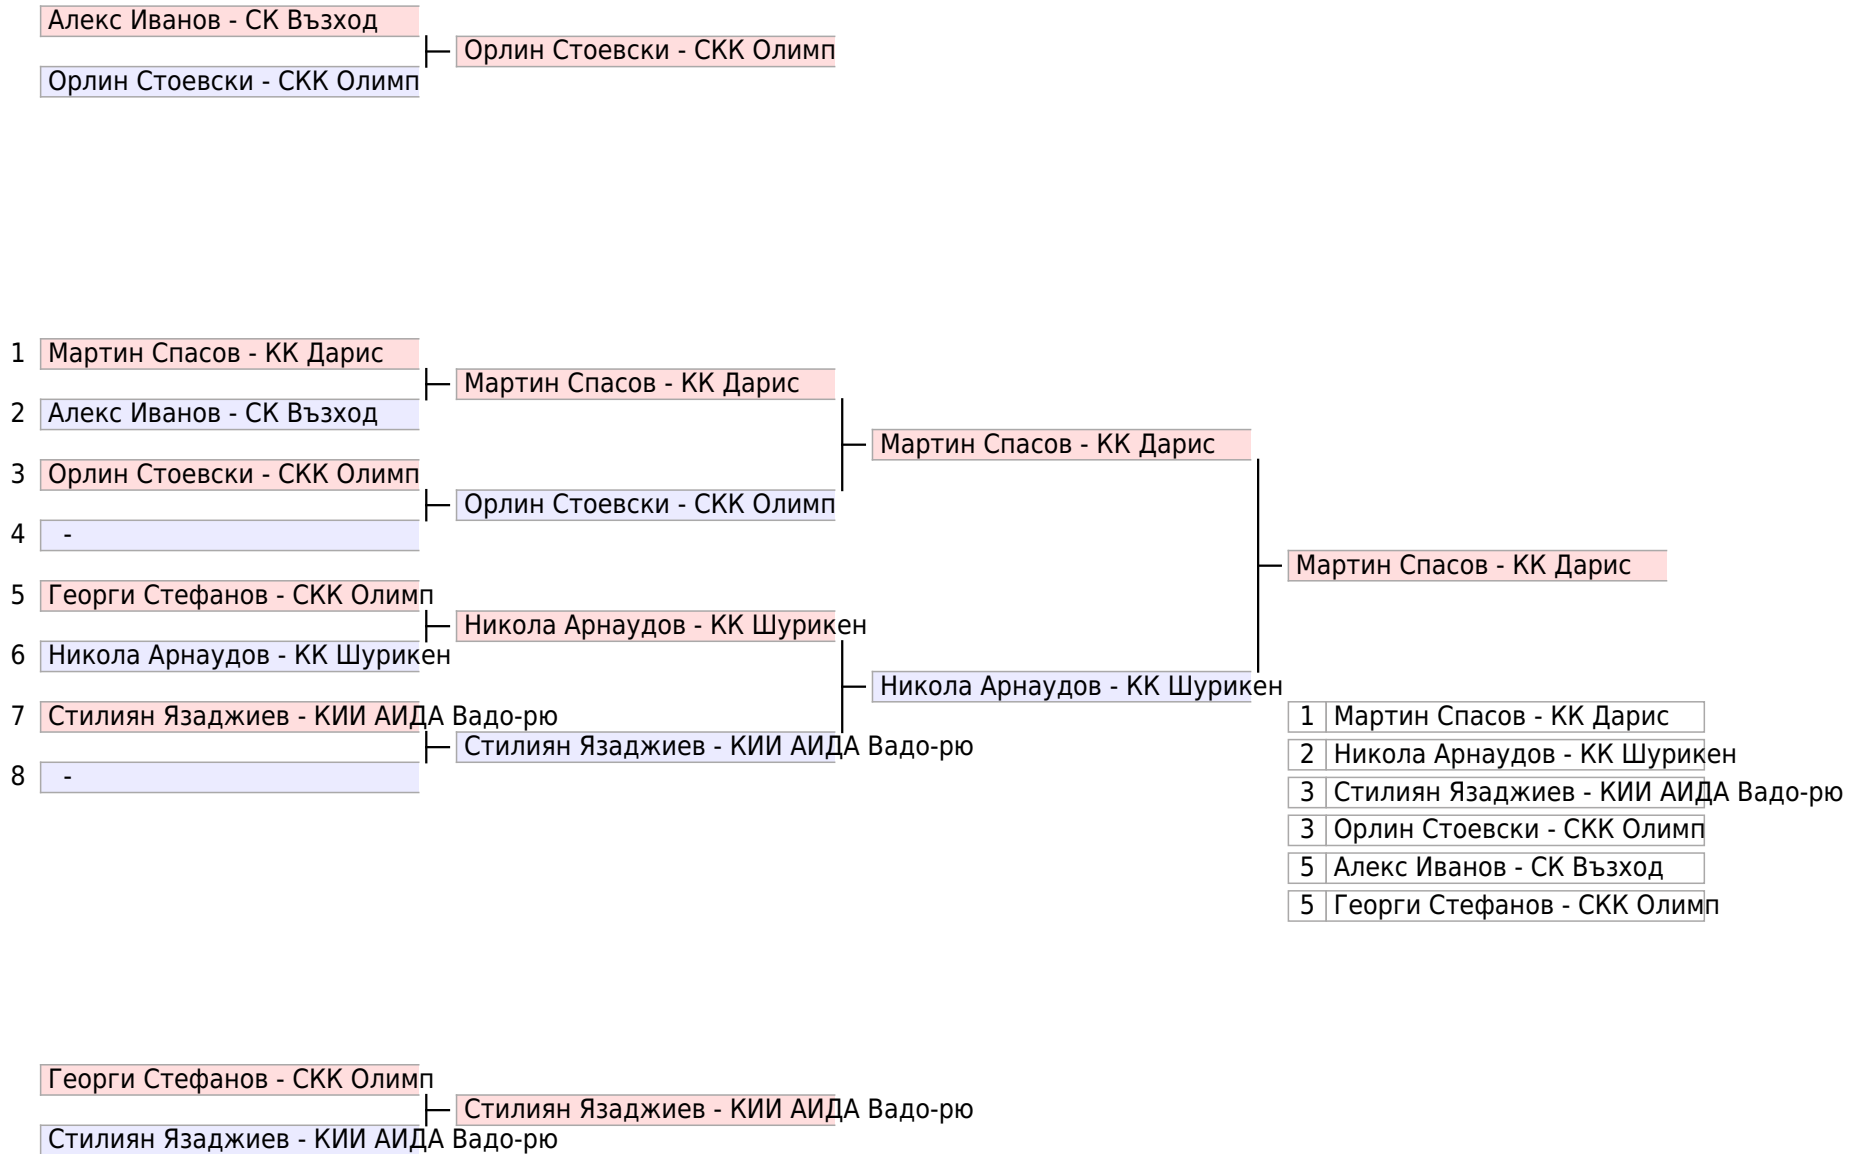 Алекс Иванов - СК Възход
Орлин Стоевски - СКК Олимп
Орлин Стоевски - СКК Олимп
1 Мартин Спасов - КК Дарис
Мартин Спасов - КК Дарис
2 Алекс Иванов - СК Възход
Мартин Спасов - КК Дарис
3 Орлин Стоевски - СКК Олимп
Орлин Стоевски - СКК Олимп
4 -
Мартин Спасов - КК Дарис
5 Георги Стефанов - СКК Олимп
Никола Арнаудов - КК Шурикен
6 Никола Арнаудов - КК Шурикен
Никола Арнаудов - КК Шурикен
7 Стилиян Язаджиев - КИИ АИДА Вадо-рю
Стилиян Язаджиев - КИИ АИДА Вадо-рю
8 -
1 Мартин Спасов - КК Дарис
2 Никола Арнаудов - КК Шурикен
3 Стилиян Язаджиев - КИИ АИДА Вадо-рю
3 Орлин Стоевски - СКК Олимп
5 Алекс Иванов - СК Възход
5 Георги Стефанов - СКК Олимп
Георги Стефанов - СКК Олимп
Стилиян Язаджиев - КИИ АИДА Вадо-рю
Стилиян Язаджиев - КИИ АИДА Вадо-рю